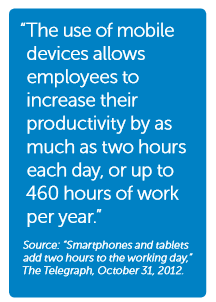 “The use of mobile
devices allows
employees to
increase their
productivity by as
much as two hours
each day, or up to
460 hours of work
per year.”
Source: “Smartphones and tablets
add two hours to the working day,”
The Telegraph, October 31, 2012.